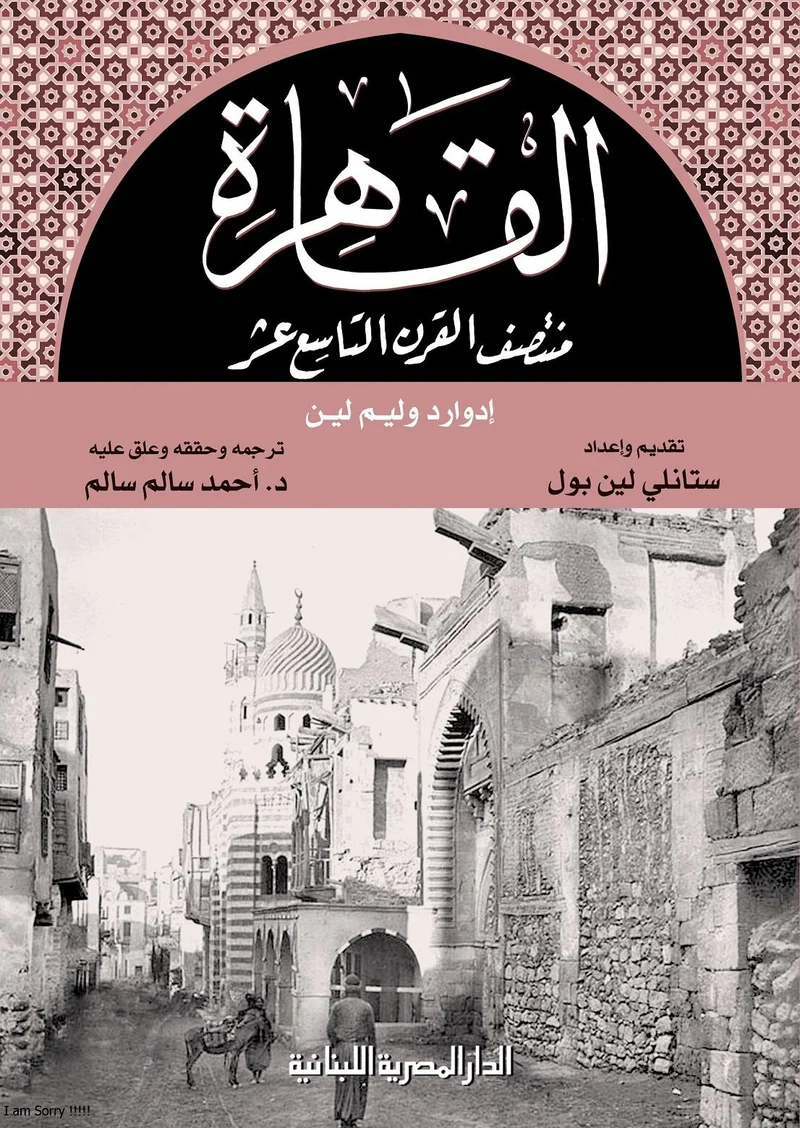 القاهرة
منتصف القرن التاسع عشر
إدوارد وليم لين
تقديم وإعداد
ستانلي لين بول
ترجمه وحققه وعلق عليه
د. أحمد سالم سالم
الدار المصرية اللبنانية
I.am Sorry !!!!!